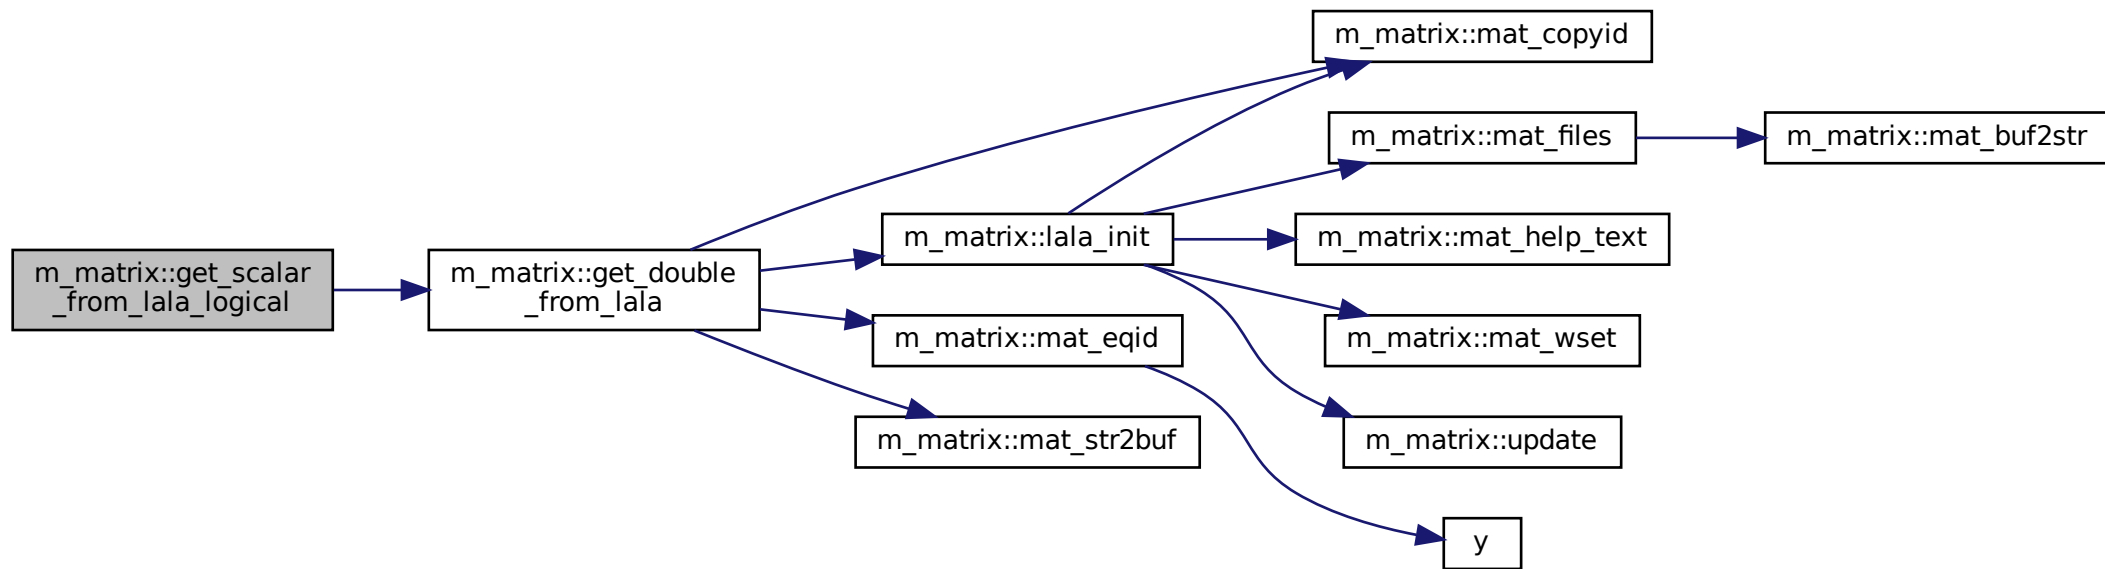 m_matrix::get_scalar
_from_lala_logical
m_matrix::get_double
_from_lala
m_matrix::mat_copyid
m_matrix::lala_init
m_matrix::mat_files
m_matrix::mat_buf2str
m_matrix::mat_help_text
m_matrix::mat_wset
m_matrix::update
m_matrix::mat_eqid
y
m_matrix::mat_str2buf